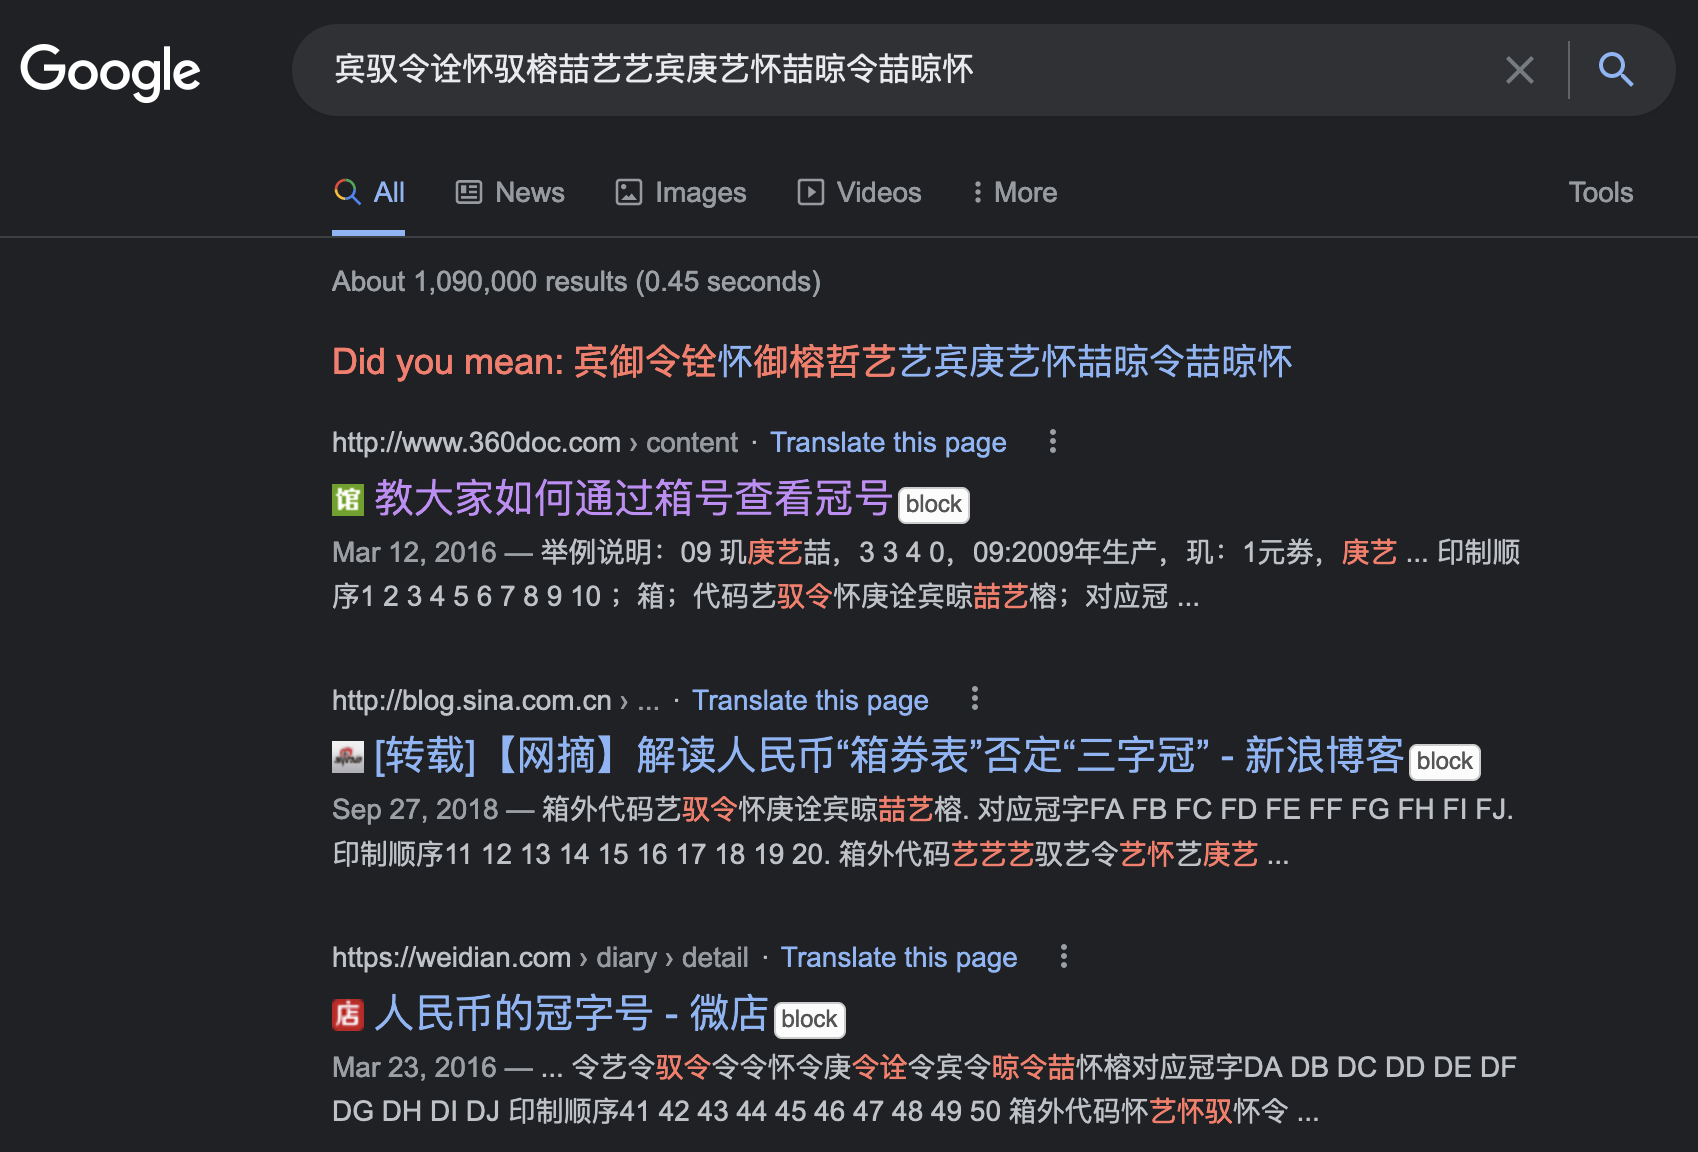 Google
宾驭令诠怀驭榕喆艺艺宾庚艺怀喆晾令喆晾怀
All News Images Videos More Tools
About 1,090,000 results (0.45 seconds)
Did you mean: 宾御令铨怀御榕哲艺艺宾庚艺怀喆晾令喆晾怀
http://www.360doc.com › content · Translate this page
馆 教大家如何通过箱号查看冠号 block
Mar 12, 2016 — 举例说明：09 玑庚艺喆，3 3 4 0，09:2009年生产，玑：1元券，庚艺 ... 印制顺
序1 2 3 4 5 6 7 8 9 10 ；箱；代码艺驭令怀庚诠宾晾喆艺榕；对应冠 ...
http://blog.sina.com.cn › ... · Translate this page
sina [转载]【网摘】解读人民币“箱券表”否定“三字冠” - 新浪博客 block
Sep 27, 2018 — 箱外代码艺驭令怀庚诠宾晾喆艺榕. 对应冠字FA FB FC FD FE FF FG FH FI FJ.
印制顺序11 12 13 14 15 16 17 18 19 20. 箱外代码艺艺艺驭艺令艺怀艺庚艺 ...
https://weidian.com › diary › detail · Translate this page
店 人民币的冠字号 - 微店 block
Mar 23, 2016 — ... 令艺令驭令令令怀令庚令诠令宾令晾令喆怀榕对应冠字DA DB DC DD DE DF
DG DH DI DJ 印制顺序41 42 43 44 45 46 47 48 49 50 箱外代码怀艺怀驭怀令 ...